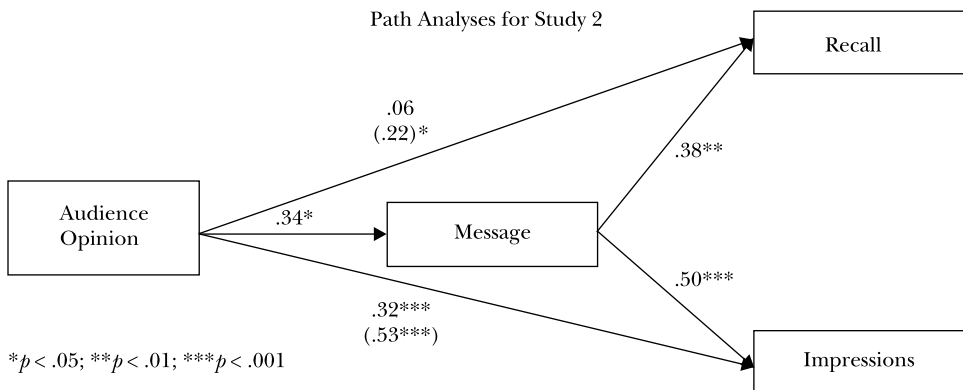 Path Analyses for Study 2
Recall
.06
(.22)*
.38**
Audience
Opinion
.34*
Message
.50***
.32***
(.53***)
*p < .05; **p < .01; ***p < .001
Impressions